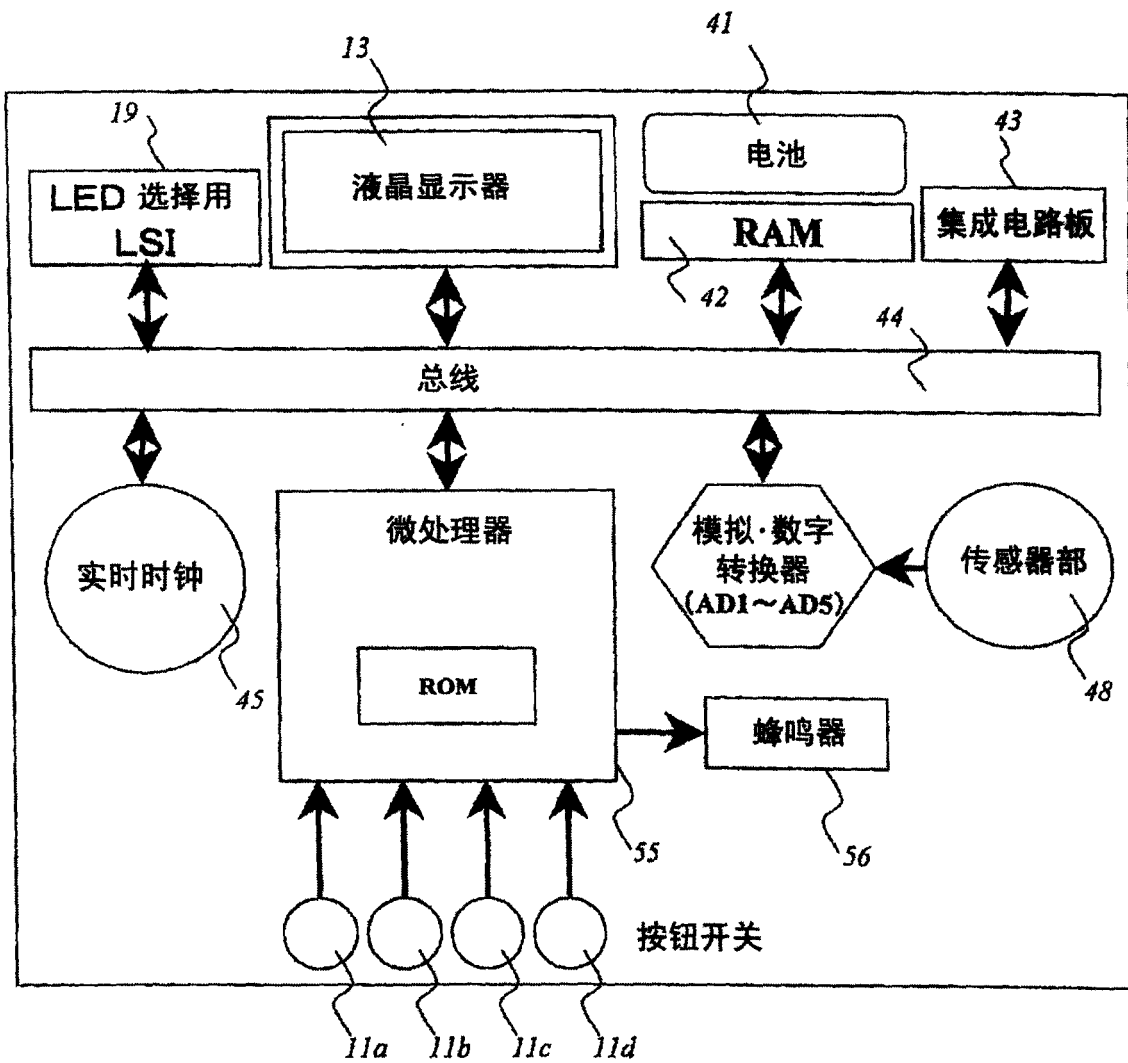 13
41
19
43
LED 选择用
LSI
液晶显示器
电池
RAM
集成电路板
42
44
总线
微处理器
实时时钟
模拟·数字
转换器
(AD1～AD5)
传感器部
ROM
45
48
蜂鸣器
55
56
按钮开关
11a
11b
11c
11d